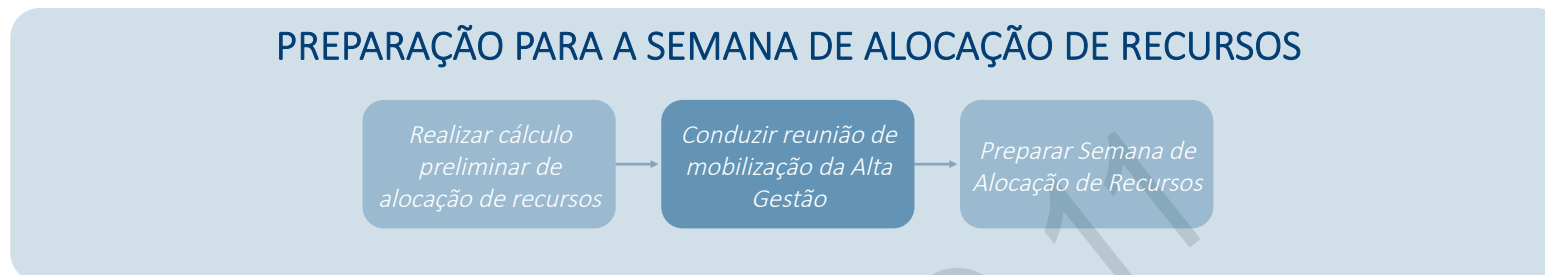 PREPARAÇÃO PARA A SEMANA DE ALOCAÇÃO DE RECURSOS
Realizar cálculo
preliminar de
alocação de recursos
Conduzir reunião de
mobilização da Alta
Gestão
Preparar Semana de
Alocação de Recursos